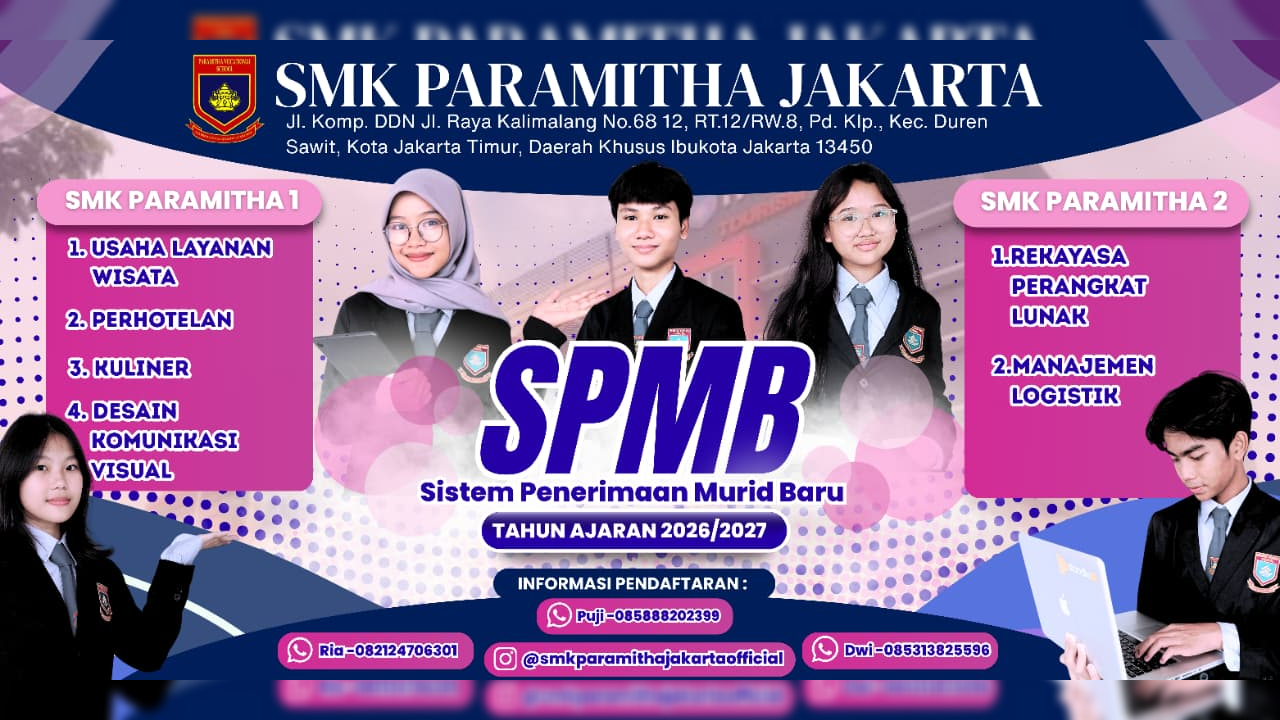 PARAMITHA VOCATIONAL
SCHOOL
SMK PARAMITHA JAKARTA
Jl. Komp. DDN Jl. Raya Kalimalang No.68 12, RT.12/RW.8, Pd. Klp., Kec. Duren
Sawit, Kota Jakarta Timur, Daerah Khusus Ibukota Jakarta 13450
SMK PARAMITHA 1
1. USAHA LAYANAN
WISATA
2. PERHOTELAN
3. KULINER
4. DESAIN
KOMUNIKASI
VISUAL
SMK PARAMITHA 2
1.REKAYASA
PERANGKAT
LUNAK
2.MANAJEMEN
LOGISTIK
SPMB
Sistem Penerimaan Murid Baru
TAHUN AJARAN 2026/2027
INFORMASI PENDAFTARAN :
Puji -085888202399
Ria -082124706301
@smkparamithajakartaofficial
Dwi -085313825596